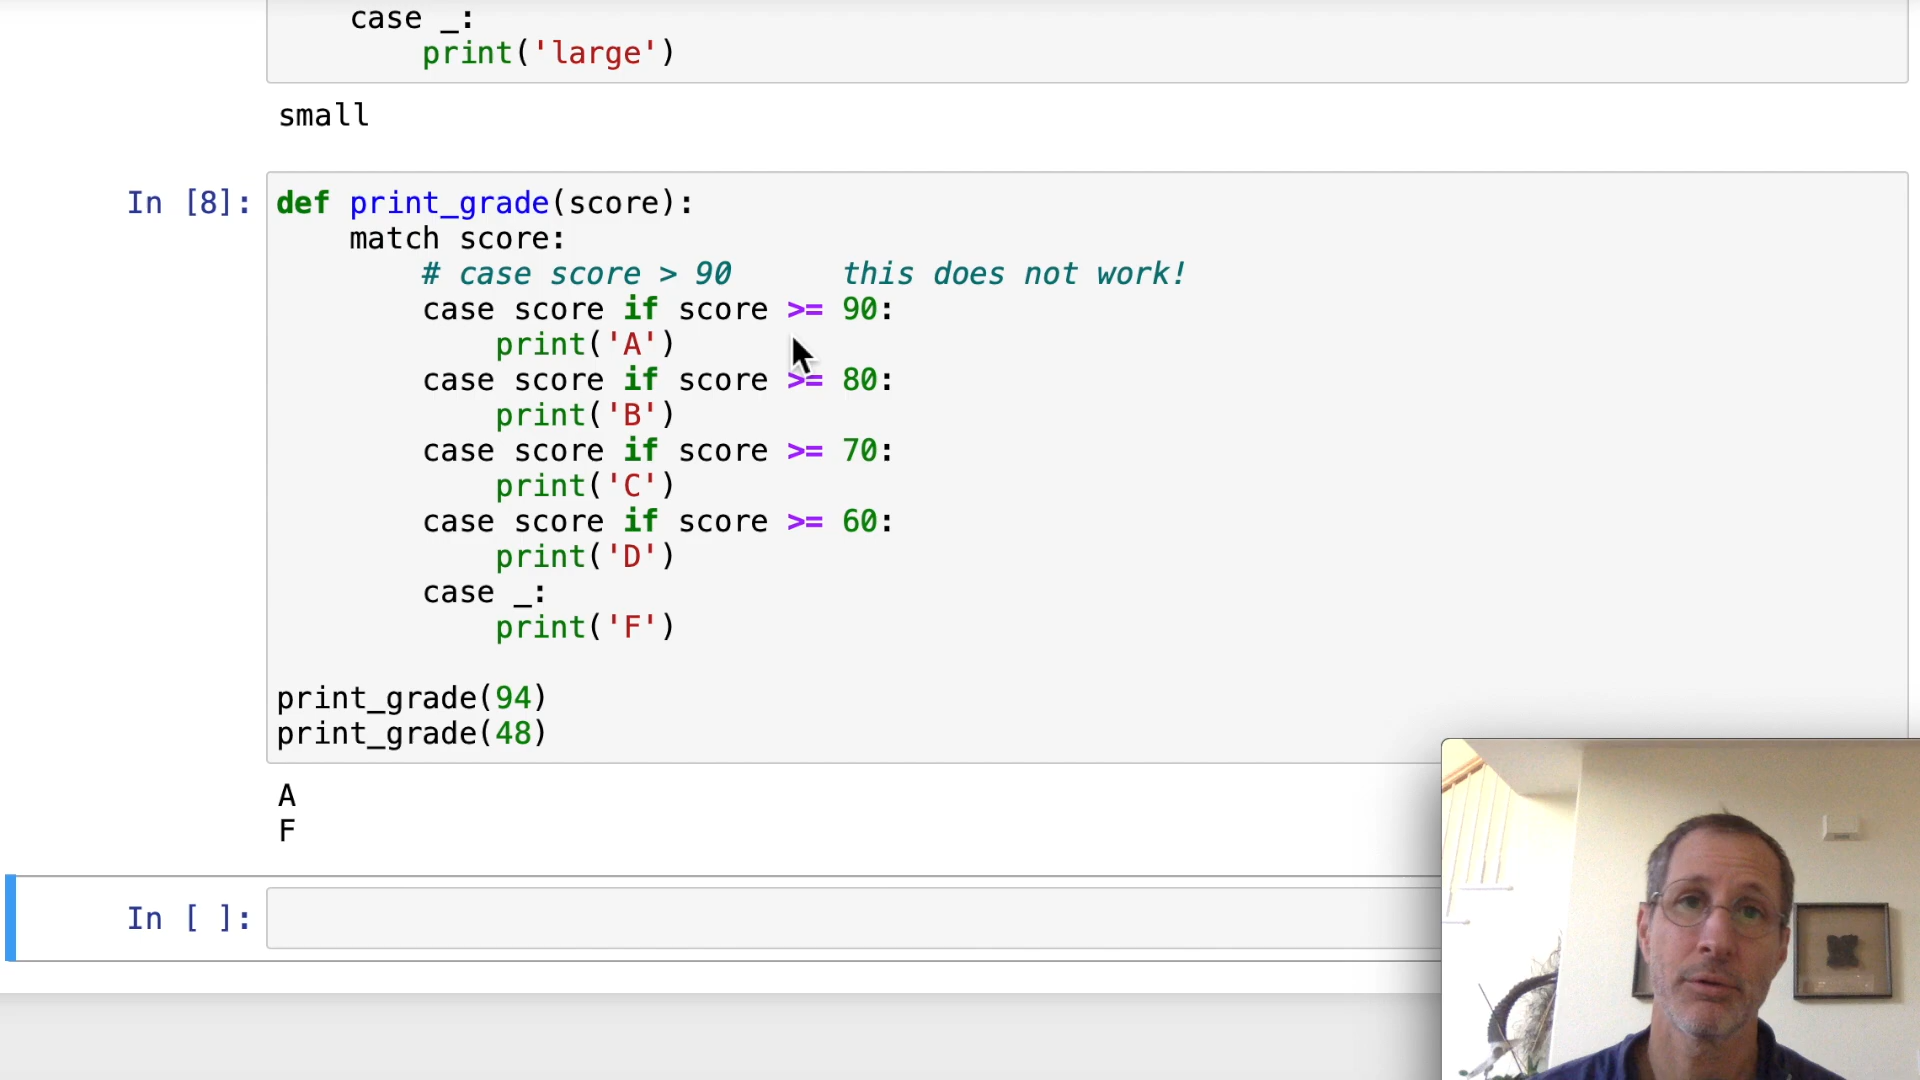 case _:
print('large')
small
In [8]:
def print_grade(score):
match score:
# case score > 90 this does not work!
case score if score >= 90:
print('A')
case score if score >= 80:
print('B')
case score if score >= 70:
print('C')
case score if score >= 60:
print('D')
case _:
print('F')
print_grade(94)
print_grade(48)
A
F
In [ ]: